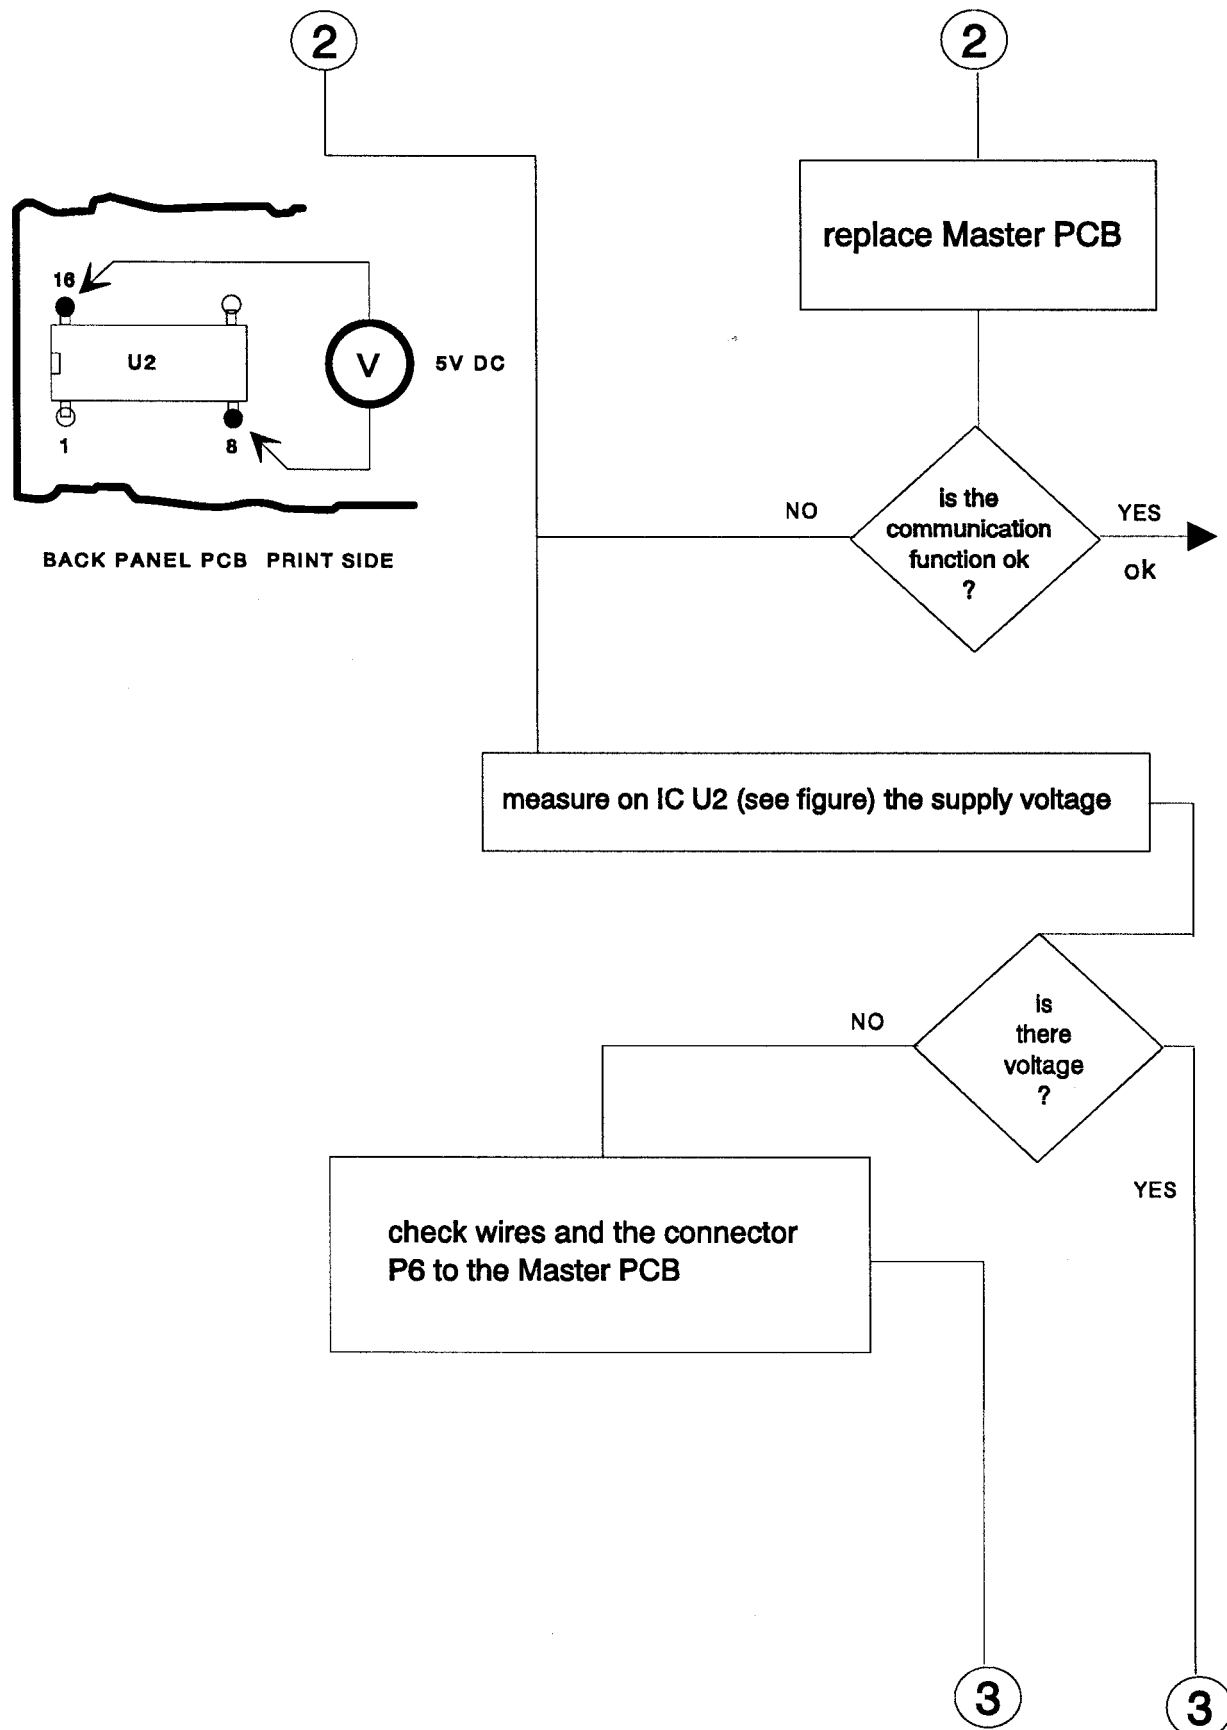 2
2
replace Master PCB
16
U2
V
5V DC
1
8
BACK PANEL PCB PRINT SIDE
NO
is the
communication
function ok
?
YES
ok
measure on IC U2 (see figure) the supply voltage
NO
is
there
voltage
?
YES
check wires and the connector
P6 to the Master PCB
3
3